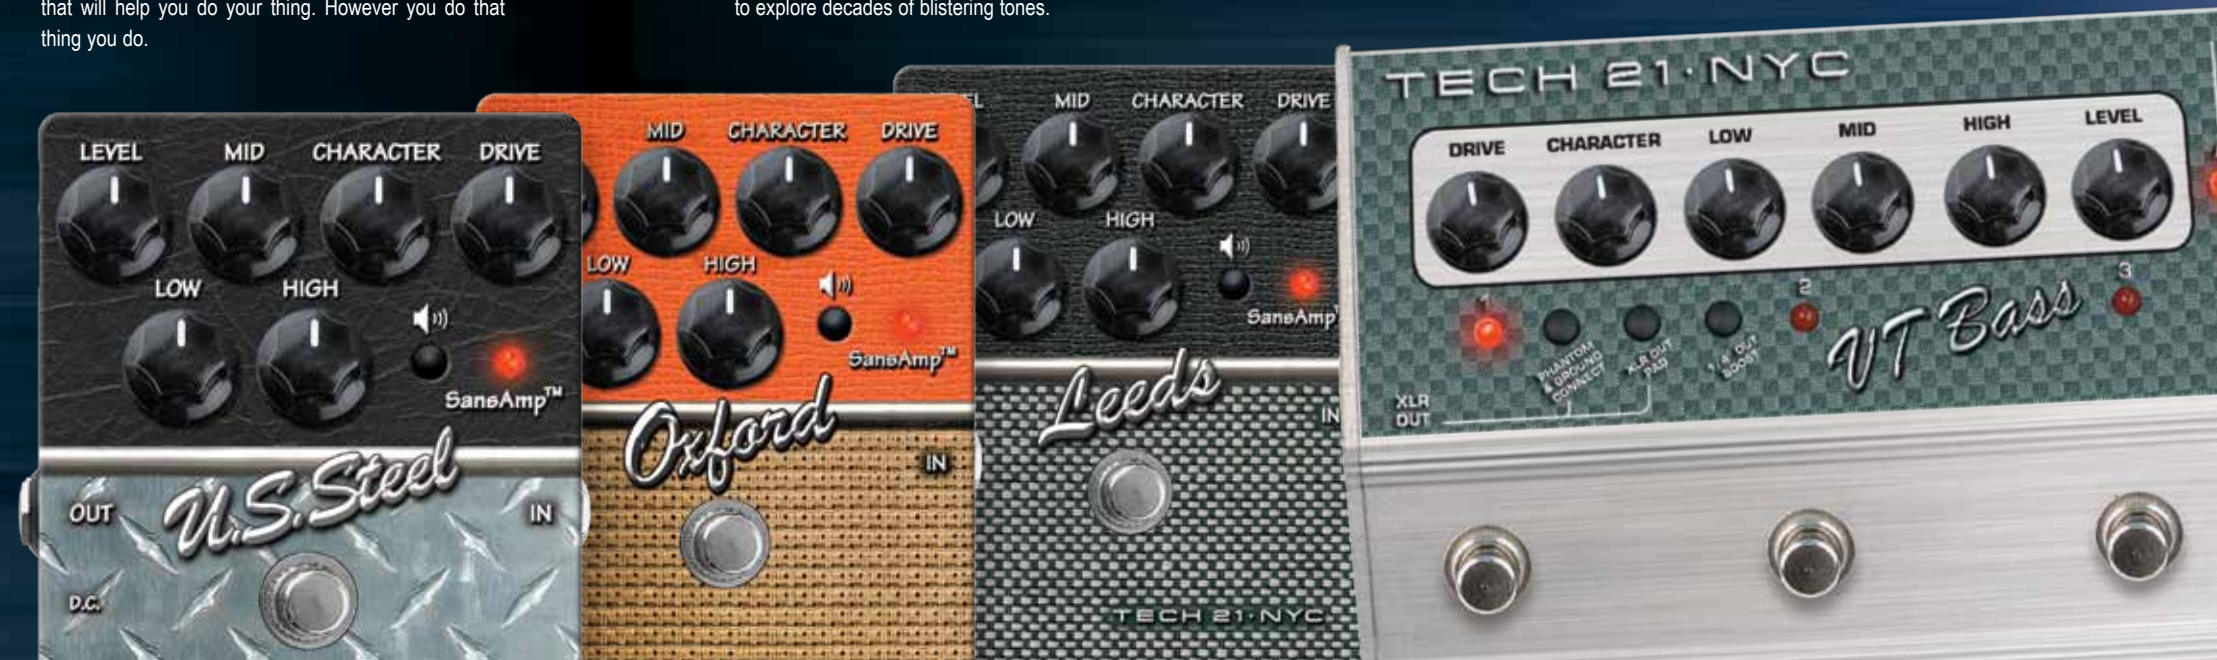 that will help you do your thing. However you do that
thing you do.
to explore decades of blistering tones.
LEVEL MID CHARACTER DRIVE
LOW HIGH
SansAmp™
U.S.Steel
OUT IN
D.C.
MID CHARACTER DRIVE
LOW HIGH
SansAmp™
Oxford
IN
MID CHARACTER DRIVE
LOW HIGH
SansAmp
Leeds
IN
TECH 21·NYC
TECH 21·NYC
DRIVE CHARACTER LOW MID HIGH LEVEL
1 2 3
PHANTOM
& GROUND
CONNECT
XLR OUT
PAD
1/4" OUT
BOOST
VT Bass
XLR
OUT